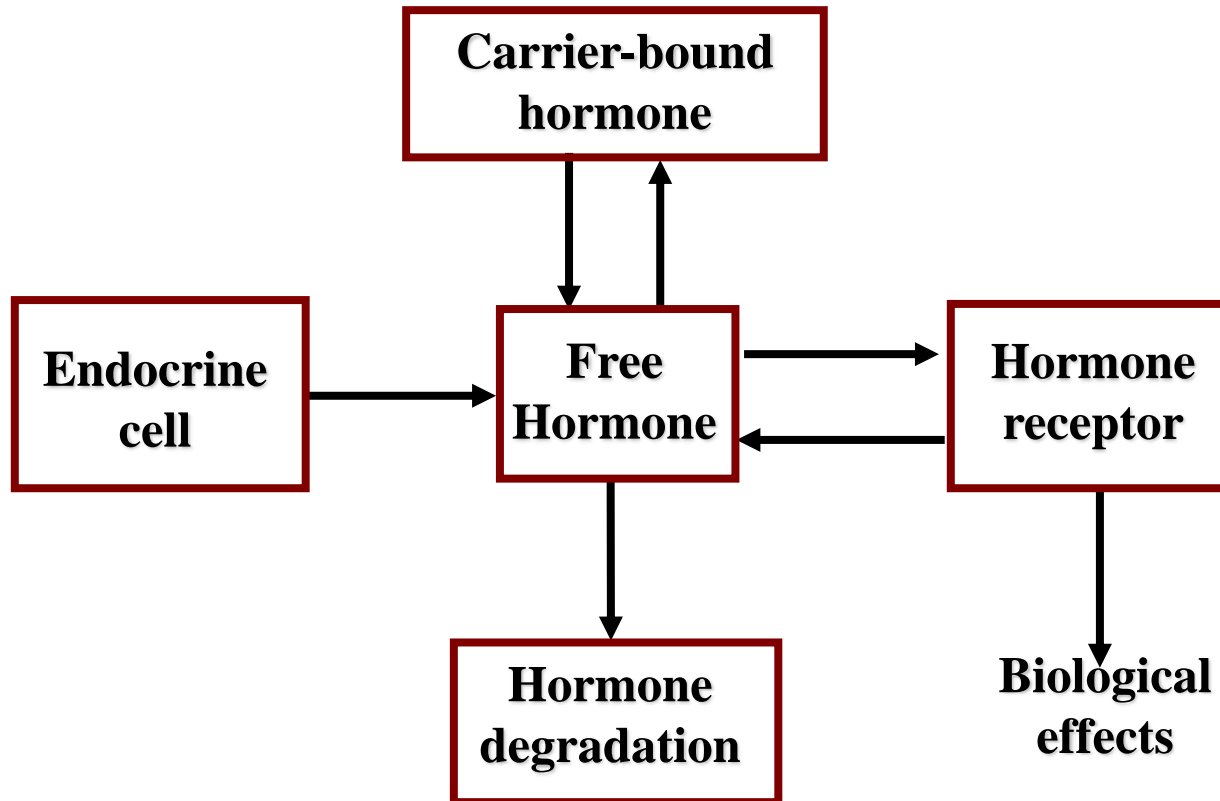 Carrier-bound
hormone
Endocrine
cell
Free
Hormone
Hormone
receptor
Hormone
degradation
Biological
effects